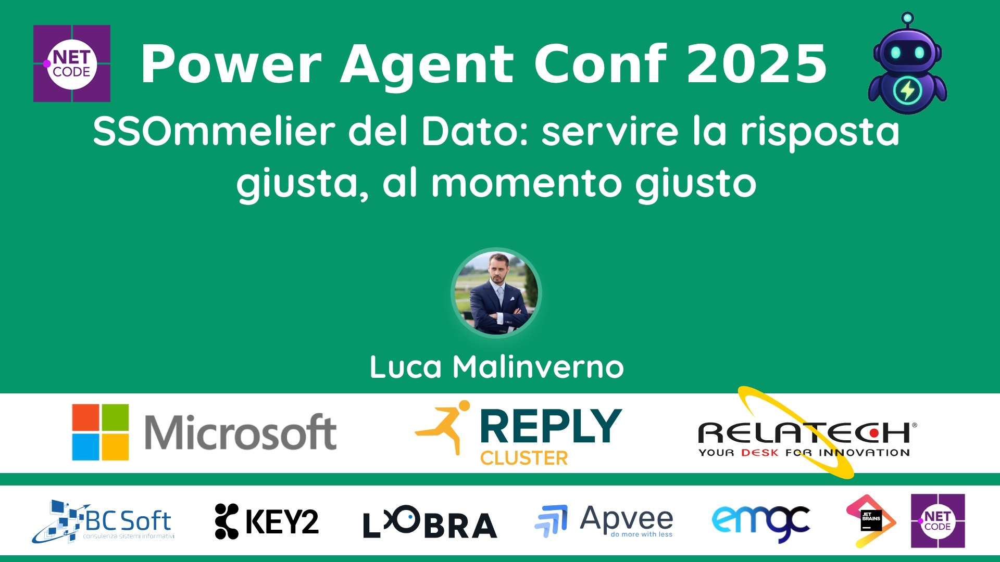 NET
CODE
Power Agent Conf 2025
SSOmmelier del Dato: servire la risposta
giusta, al momento giusto
Luca Malinverno
Microsoft
REPLY
CLUSTER
RELATECH®
YOUR DESK FOR INNOVATION
BC Soft
consulenza sistemi informativi
KEY2
LOBRA
Apvee
do more with less
emgc
JET
BRAINS
NET
CODE